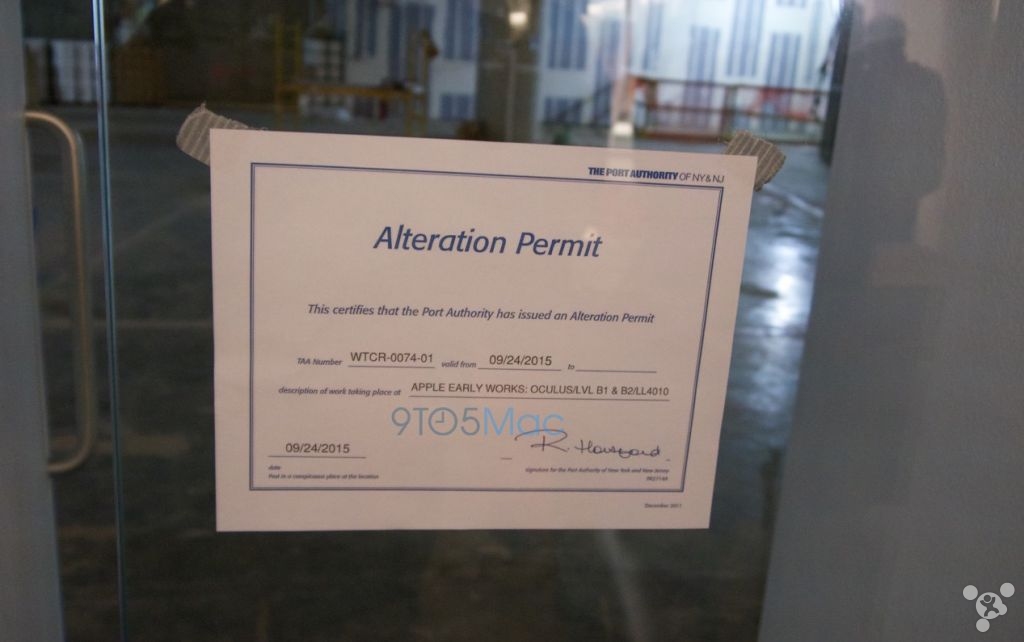 THE PORT AUTHORITY OF NY & NJ
Alteration Permit
This certifies that the Port Authority has issued an Alteration Permit
TAA Number WTCR-0074-01 valid from 09/24/2015 to
description of work taking place at APPLE EARLY WORKS: OCULUS/LVL B1 & B2/LL4010
9TO5Mac
09/24/2015
date
signature for the Port Authority of New York and New Jersey
Post in a conspicuous place at the location
December 2011